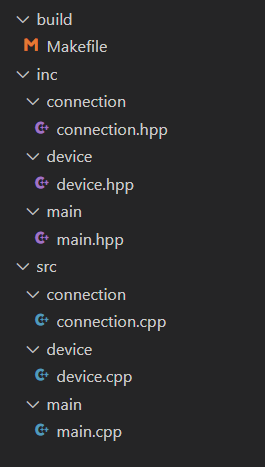 build
Makefile
inc
connection
connection.hpp
device
device.hpp
main
main.hpp
src
connection
connection.cpp
device
device.cpp
main
main.cpp